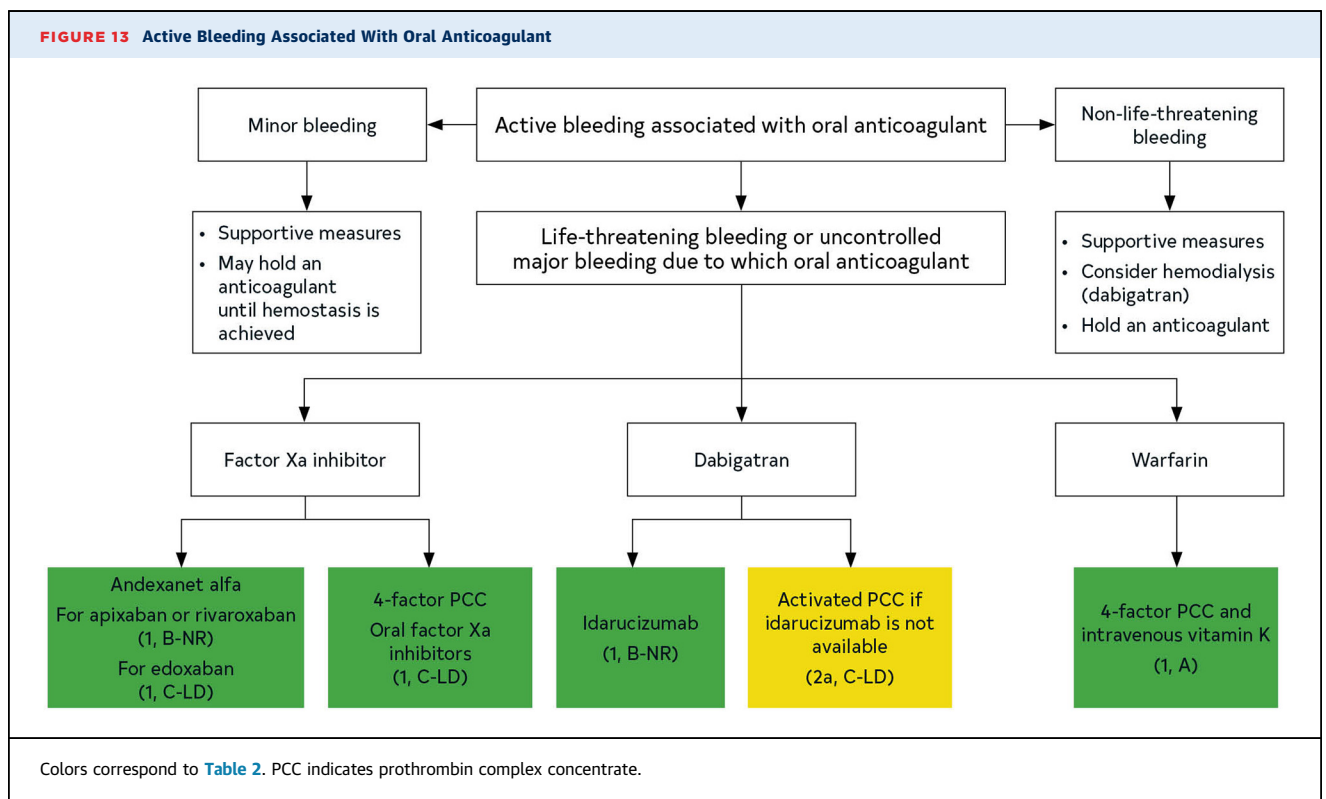 FIGURE 13 Active Bleeding Associated With Oral Anticoagulant
Minor bleeding
Active bleeding associated with oral anticoagulant
Non-life-threatening
bleeding
• Supportive measures
• May hold an
anticoagulant
until hemostasis is
achieved
Life-threatening bleeding or uncontrolled
major bleeding due to which oral anticoagulant
• Supportive measures
• Consider hemodialysis
(dabigatran)
• Hold an anticoagulant
Factor Xa inhibitor
Dabigatran
Warfarin
Andexanet alfa
For apixaban or rivaroxaban
(1, B-NR)
For edoxaban
(1, C-LD)
4-factor PCC
Oral factor Xa
inhibitors
(1, C-LD)
Idarucizumab
(1, B-NR)
Activated PCC if
idarucizumab is not
available
(2a, C-LD)
4-factor PCC and
intravenous vitamin K
(1, A)
Colors correspond to Table 2. PCC indicates prothrombin complex concentrate.